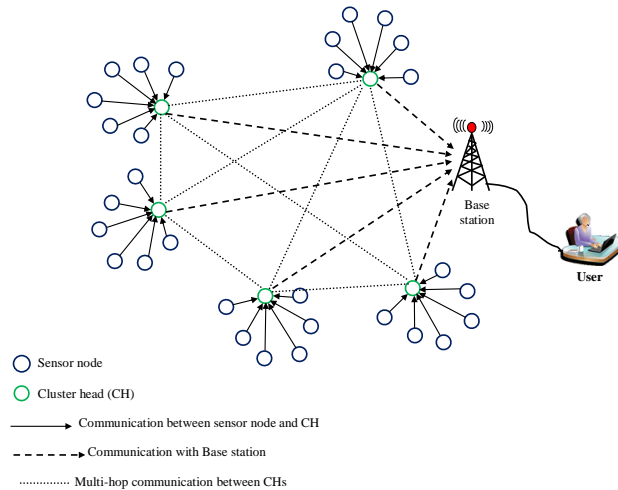 Base
station
User
Sensor node
Cluster head (CH)
Communication between sensor node and CH
Communication with Base station
Multi-hop communication between CHs